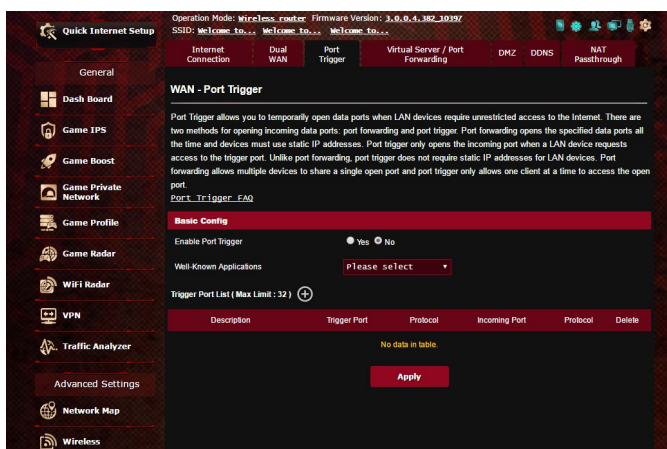 Quick Internet Setup
General
Dash Board
Game IPS
Game Boost
Game Private
Network
Game Profile
Game Radar
WiFi Radar
VPN
Traffic Analyzer
Advanced Settings
Network Map
Wireless
Operation Mode: Wireless router Firmware Version: 3.0.0.4.382_10397
SSID: Welcome to... Welcome to... Welcome to...
Internet
Connection
Dual
WAN
Port
Trigger
Virtual Server / Port
Forwarding
DMZ
DDNS
NAT
Passthrough
WAN - Port Trigger
Port Trigger allows you to temporarily open data ports when LAN devices require unrestricted access to the Internet. There are
two methods for opening incoming data ports: port forwarding and port trigger. Port forwarding opens the specified data ports all
the time and devices must use static IP addresses. Port trigger only opens the incoming port when a LAN device requests
access to the trigger port. Unlike port forwarding, port trigger does not require static IP addresses for LAN devices. Port
forwarding allows multiple devices to share a single open port and port trigger only allows one client at a time to access the open
port.
Port Trigger FAQ
Basic Config
Enable Port Trigger Yes No
Well-Known Applications Please select
Trigger Port List ( Max Limit : 32 )
Description Trigger Port Protocol Incoming Port Protocol Delete
No data in table.
Apply